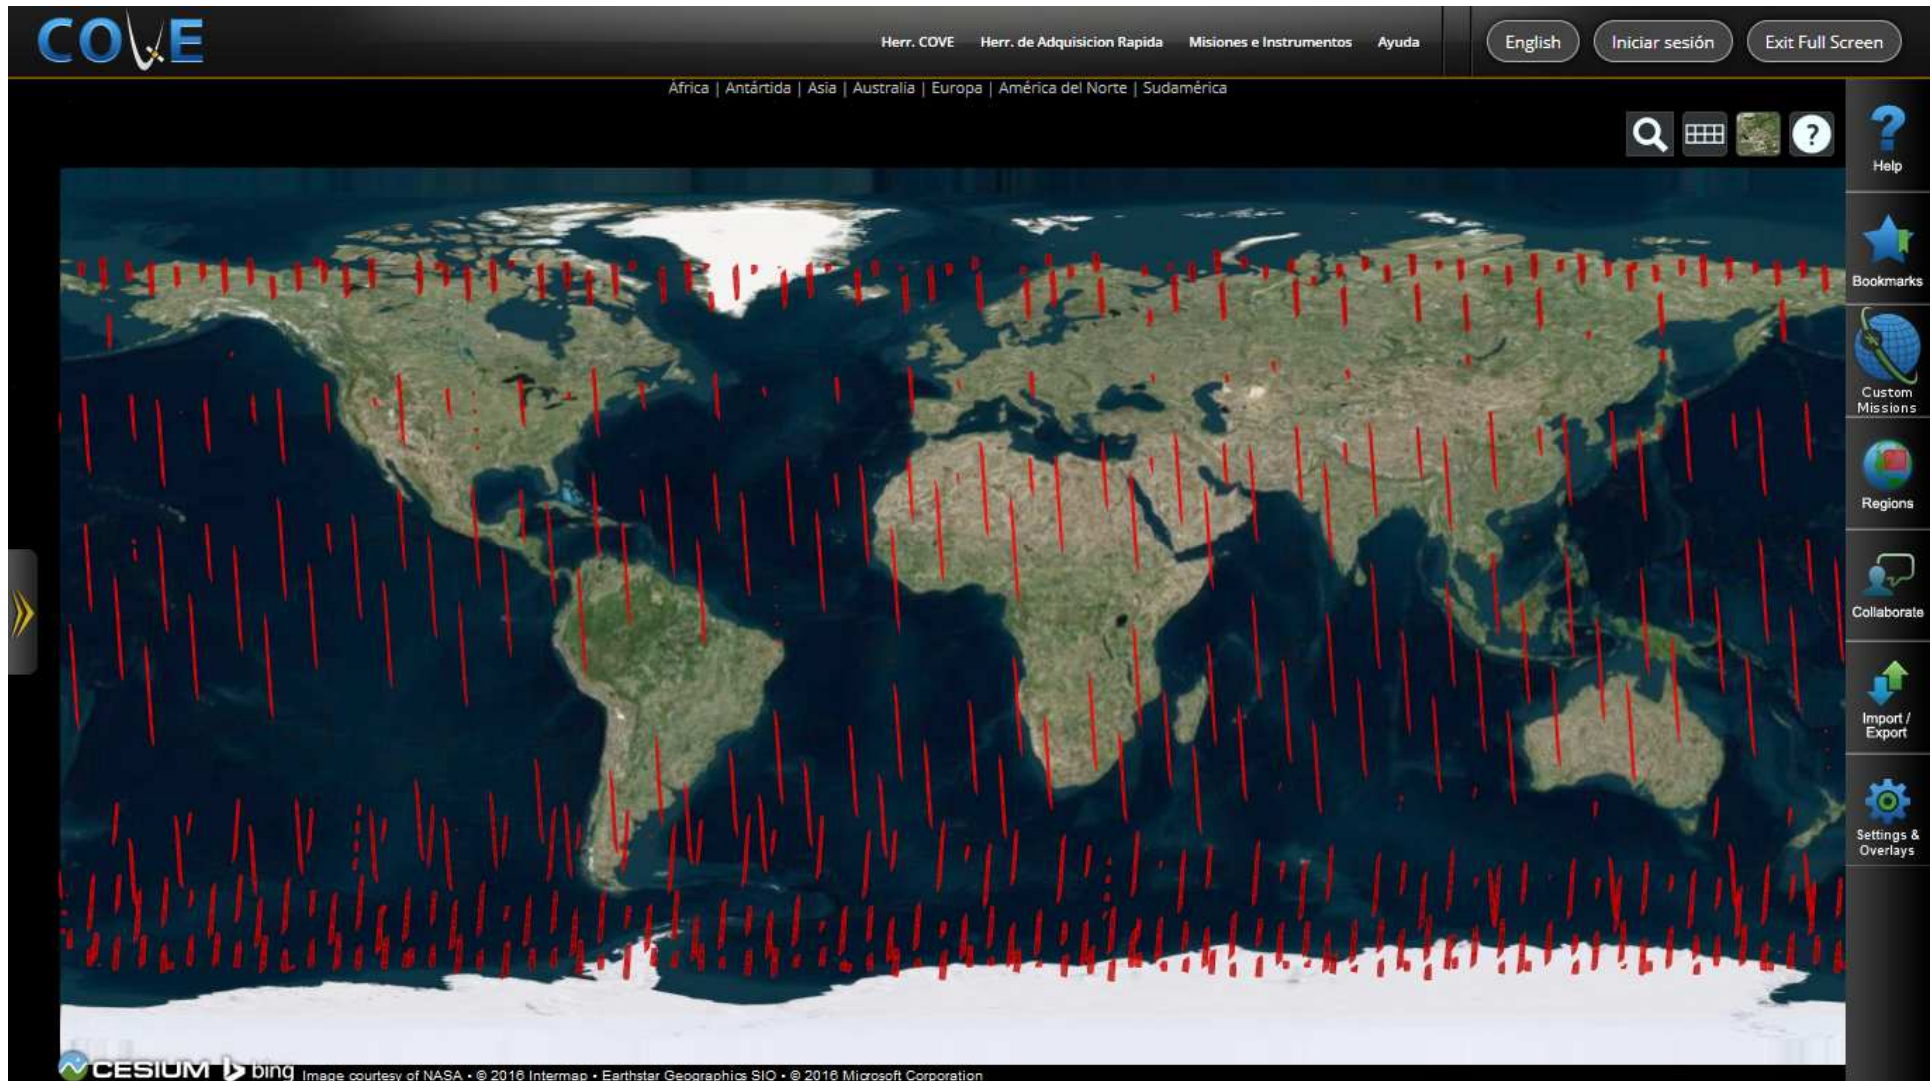 COVE
Herr. COVE Herr. de Adquisicion Rapida Misiones e Instrumentos Ayuda English Iniciar sesión Exit Full Screen
África | Antártida | Asia | Australia | Europa | América del Norte | Sudamérica
?
Help
Bookmarks
Custom
Missions
Regions
Collaborate
Import /
Export
Settings &
Overlays
CESIUM bing Image courtesy of NASA • © 2016 Intermap • Earthstar Geographics SIO • © 2016 Microsoft Corporation